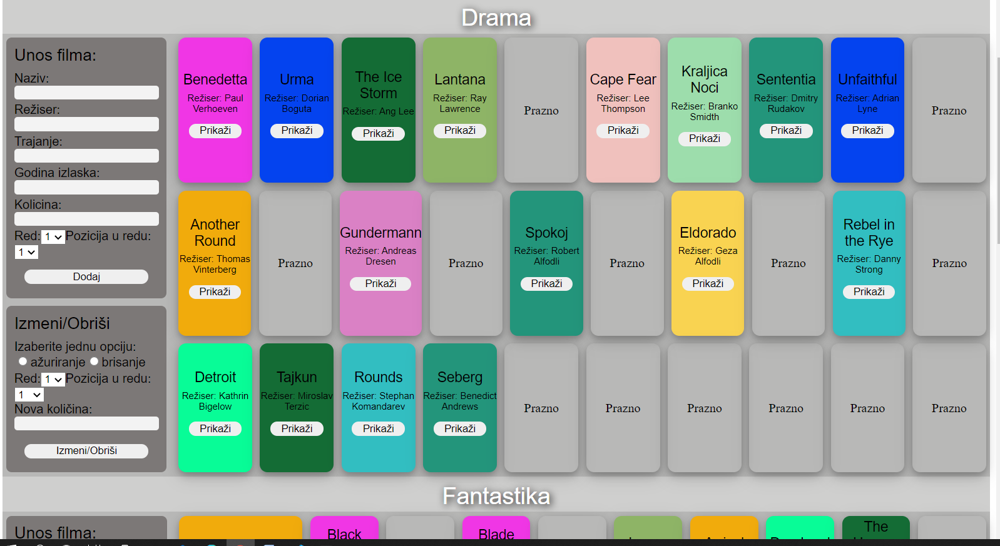 Drama
Unos filma:
Naziv:
Režiser:
Trajanje:
Godina izlaska:
Kolicina:
Red: 1 Pozicija u redu:
1
Dodaj
Izmeni/Obriši
Izaberite jednu opciju:
ažuriranje brisanje
Red: 1 Pozicija u redu:
1
Nova količina:
Izmeni/Obriši
Benedetta
Režiser: Paul
Verhoeven
Prikaži
Urma
Režiser: Dorian
Boguta
Prikaži
The Ice
Storm
Režiser: Ang Lee
Prikaži
Lantana
Režiser: Ray
Lawrence
Prikaži
Prazno
Cape Fear
Režiser: Lee
Thompson
Prikaži
Kraljica
Noci
Režiser: Branko
Smidth
Prikaži
Sententia
Režiser: Dmitry
Rudakov
Prikaži
Unfaithful
Režiser: Adrian
Lyne
Prikaži
Prazno
Another
Round
Režiser: Thomas
Vinterberg
Prikaži
Prazno
Gundermann
Režiser: Andreas
Dresen
Prikaži
Prazno
Spokoj
Režiser: Robert
Alfodli
Prikaži
Prazno
Eldorado
Režiser: Geza
Alfodli
Prikaži
Prazno
Rebel in
the Rye
Režiser: Danny
Strong
Prikaži
Prazno
Detroit
Režiser: Kathrin
Bigelow
Prikaži
Tajkun
Režiser: Miroslav
Terzic
Prikaži
Rounds
Režiser: Stephan
Komandarev
Prikaži
Seberg
Režiser: Benedict
Andrews
Prikaži
Prazno
Prazno
Prazno
Prazno
Prazno
Prazno
Fantastika
Unos filma:
Black
Blade
The